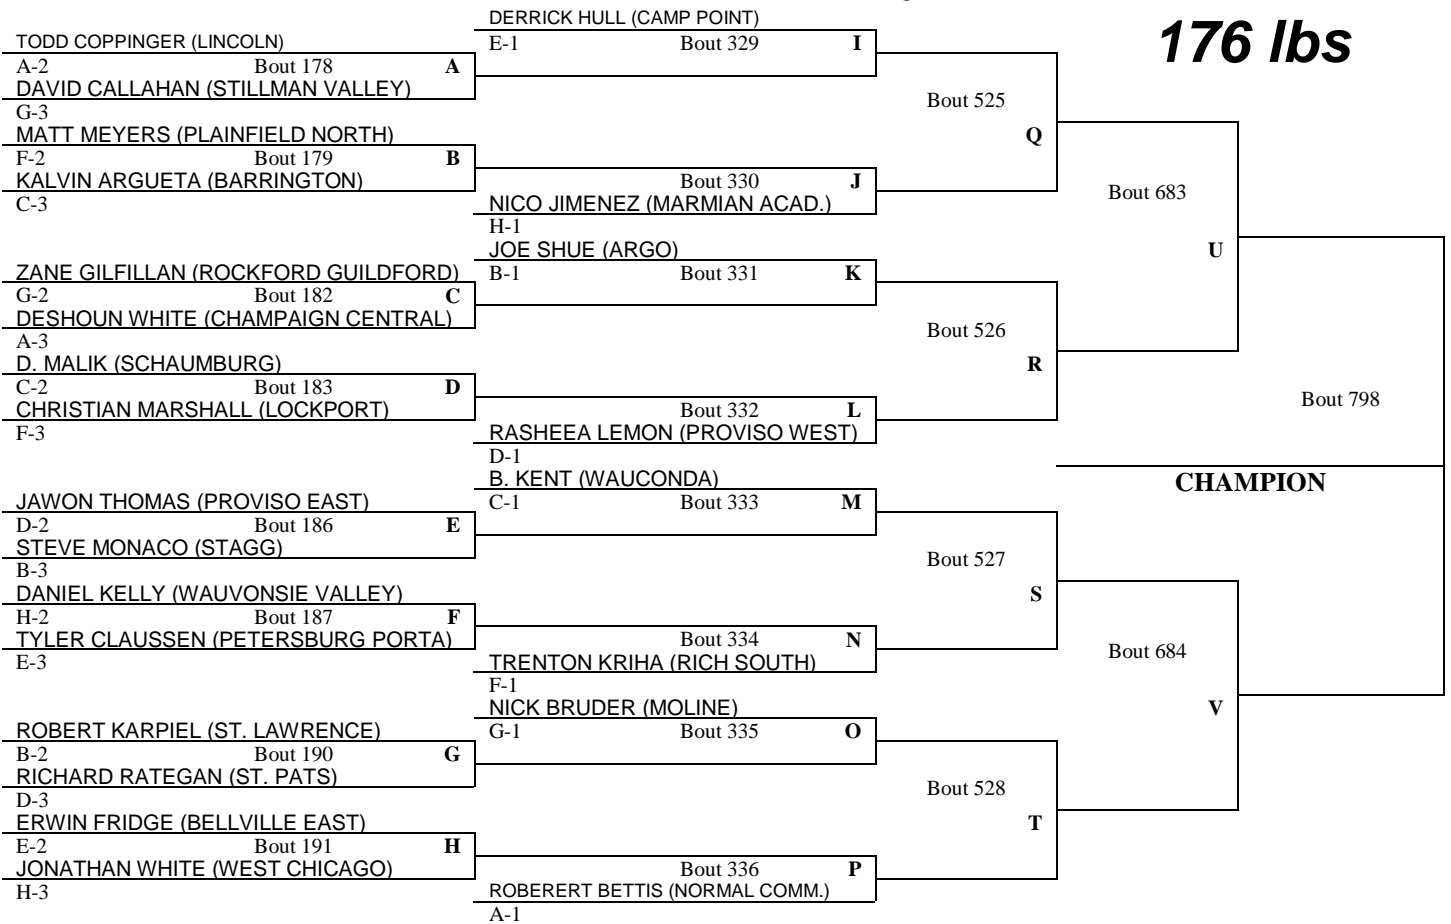 176 lbs
DERRICK HULL (CAMP POINT)
E-1 Bout 329 I
TODD COPPINGER (LINCOLN)
A-2 Bout 178 A
DAVID CALLAHAN (STILLMAN VALLEY)
G-3
MATT MEYERS (PLAINFIELD NORTH)
F-2 Bout 179 B
KALVIN ARGUETA (BARRINGTON)
C-3
Bout 330 J
NICO JIMENEZ (MARMIAN ACAD.)
H-1
JOE SHUE (ARGO)
B-1 Bout 331 K
ZANE GILFILLAN (ROCKFORD GUILDFORD)
G-2 Bout 182 C
DESHOUN WHITE (CHAMPAIGN CENTRAL)
A-3
D. MALIK (SCHAUMBURG)
C-2 Bout 183 D
CHRISTIAN MARSHALL (LOCKPORT)
F-3
Bout 332 L
RASHEEA LEMON (PROVISO WEST)
D-1
B. KENT (WAUCONDA)
C-1 Bout 333 M
JAWON THOMAS (PROVISO EAST)
D-2 Bout 186 E
STEVE MONACO (STAGG)
B-3
DANIEL KELLY (WAUVONSIE VALLEY)
H-2 Bout 187 F
TYLER CLAUSSEN (PETERSBURG PORTA)
E-3
Bout 334 N
TRENTON KRIHA (RICH SOUTH)
F-1
NICK BRUDER (MOLINE)
G-1 Bout 335 O
ROBERT KARPIEL (ST. LAWRENCE)
B-2 Bout 190 G
RICHARD RATEGAN (ST. PATS)
D-3
ERWIN FRIDGE (BELLVILLE EAST)
E-2 Bout 191 H
JONATHAN WHITE (WEST CHICAGO)
H-3
Bout 336 P
ROBERERT BETTIS (NORMAL COMM.)
A-1
Bout 525
Q
Bout 526
R
Bout 527
S
Bout 528
T
Bout 683
U
Bout 684
V
Bout 798
CHAMPION